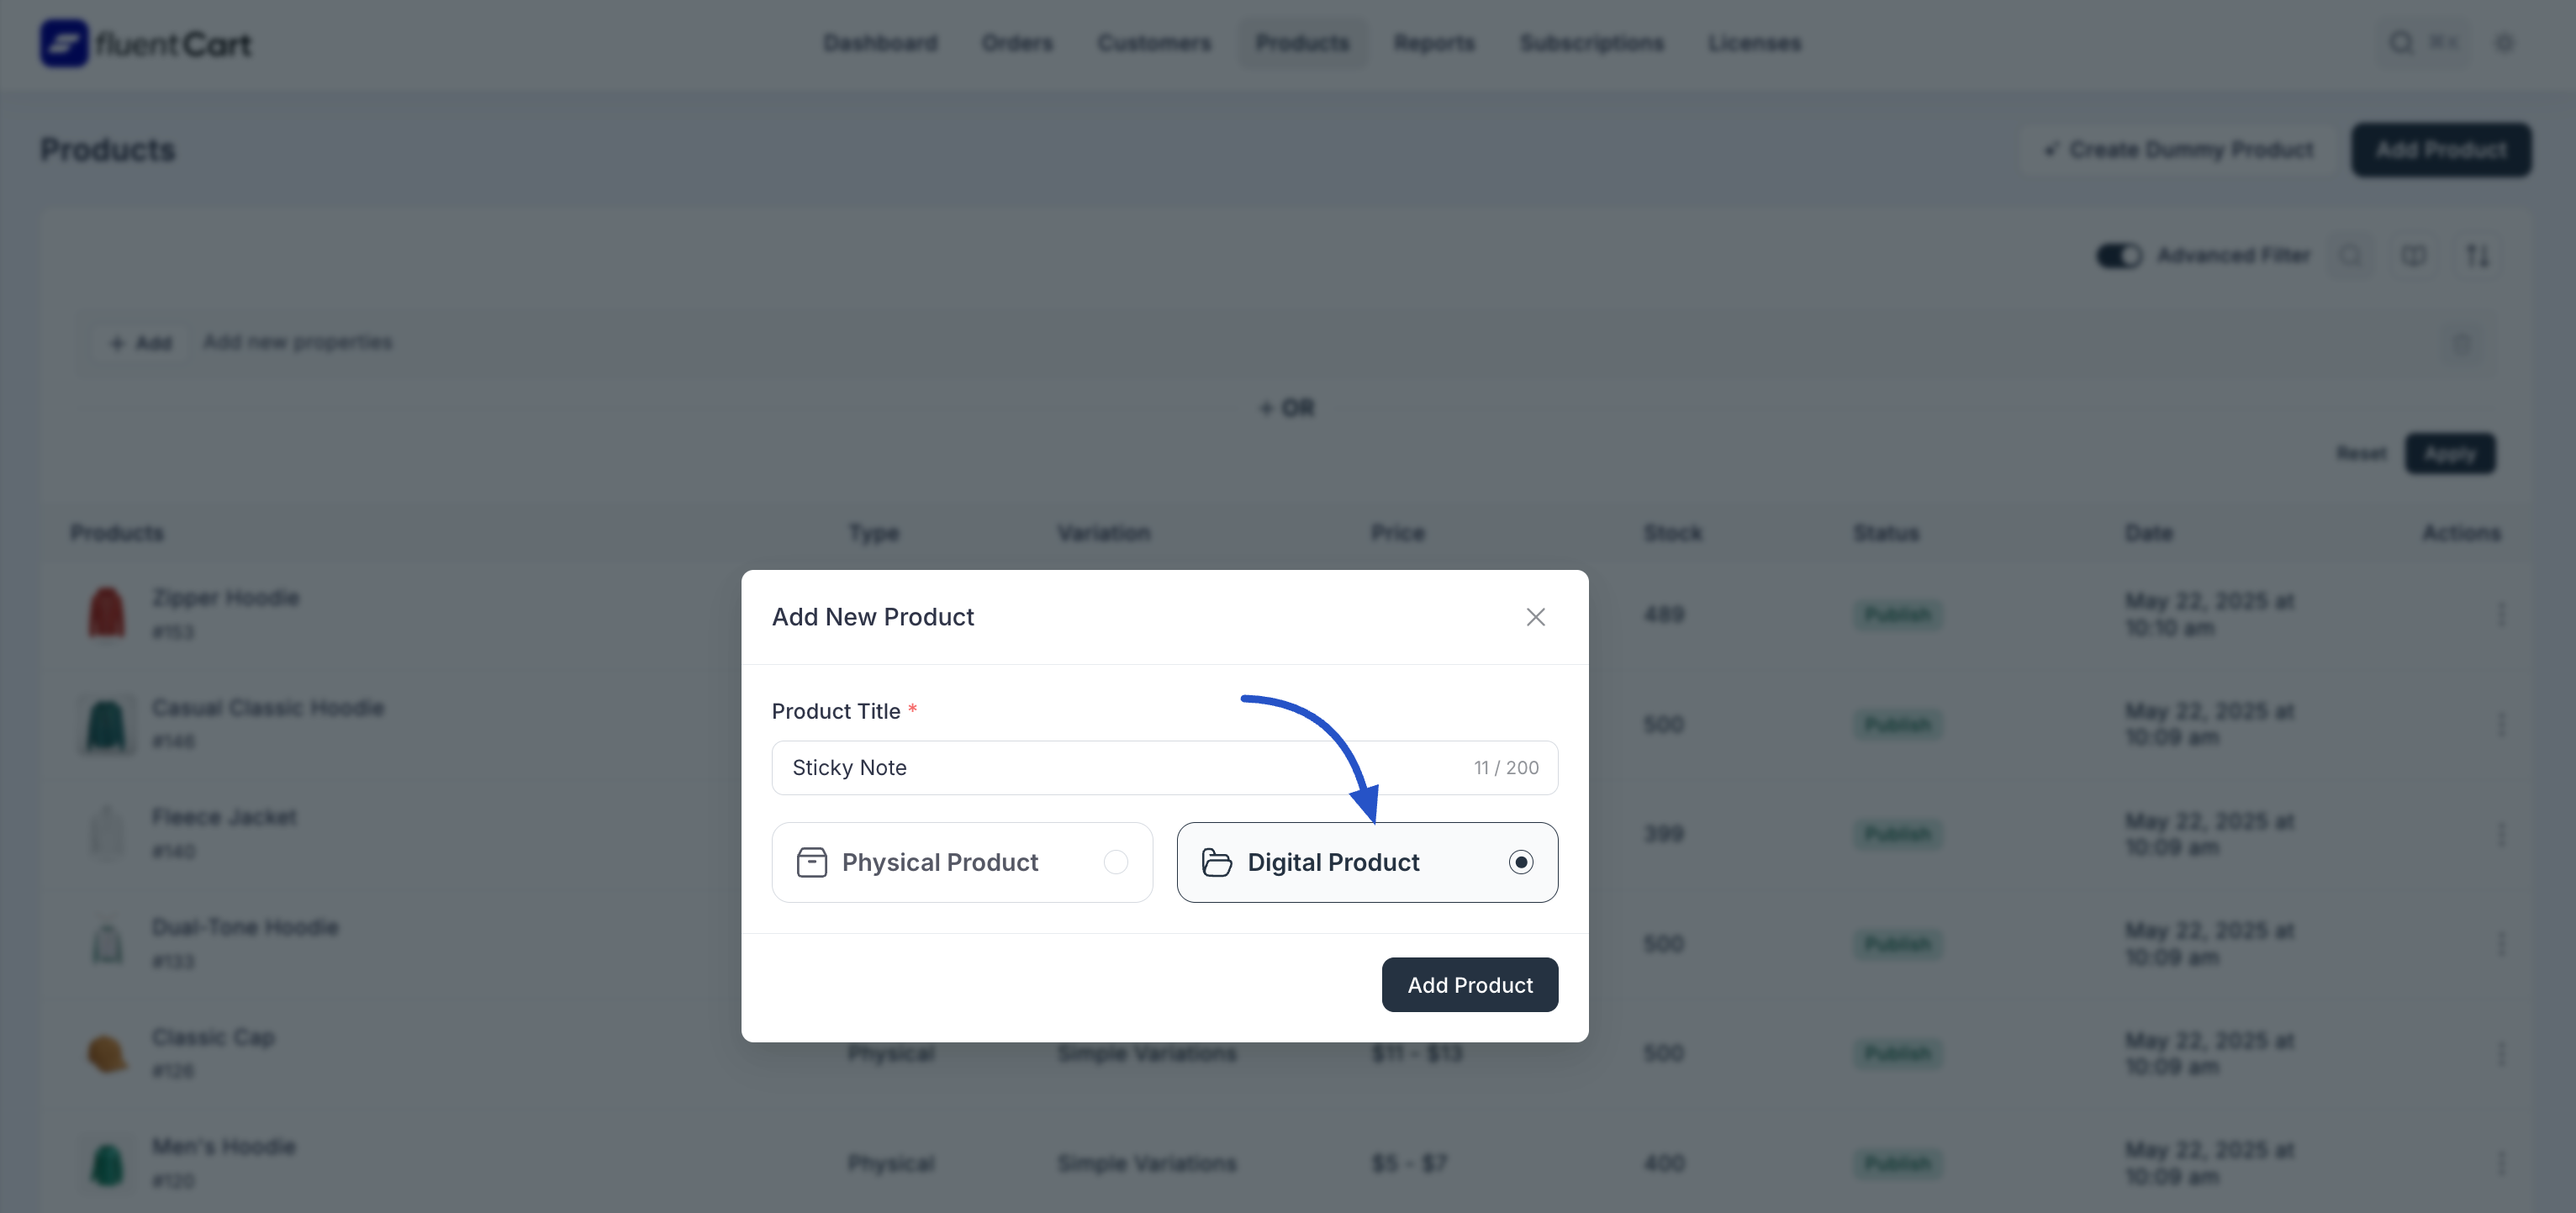 fluentCart
Dashboard Orders Customers Products Reports Subscriptions Licenses
⌘K
Products
Create Dummy Product
Add Product
Advanced Filter
+ Add
Add new properties
+ OR
Reset
Apply
Products Type Variation Price Stock Status Date Actions
Zipper Hoodie
#153
489
Publish
May 22, 2025 at
10:10 am
Casual Classic Hoodie
#146
500
Publish
May 22, 2025 at
10:09 am
Fleece Jacket
#140
399
Publish
May 22, 2025 at
10:09 am
Dual-Tone Hoodie
#133
500
Publish
May 22, 2025 at
10:09 am
Classic Cap
#126
Physical
Simple Variations
$11 - $13
500
Publish
May 22, 2025 at
10:09 am
Men's Hoodie
#120
Physical
Simple Variations
$5 - $7
400
Publish
May 22, 2025 at
10:09 am
Add New Product
Product Title *
Sticky Note
11 / 200
Physical Product
Digital Product
Add Product